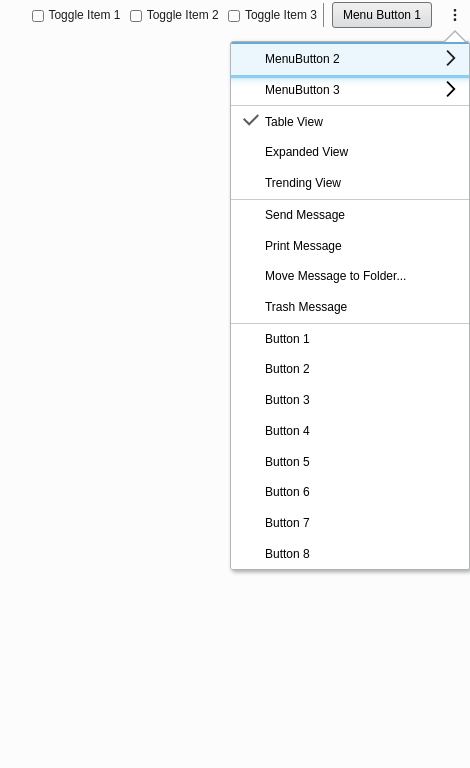 Toggle Item 1 Toggle Item 2 Toggle Item 3 Menu Button 1
MenuButton 2
MenuButton 3
Table View
Expanded View
Trending View
Send Message
Print Message
Move Message to Folder...
Trash Message
Button 1
Button 2
Button 3
Button 4
Button 5
Button 6
Button 7
Button 8